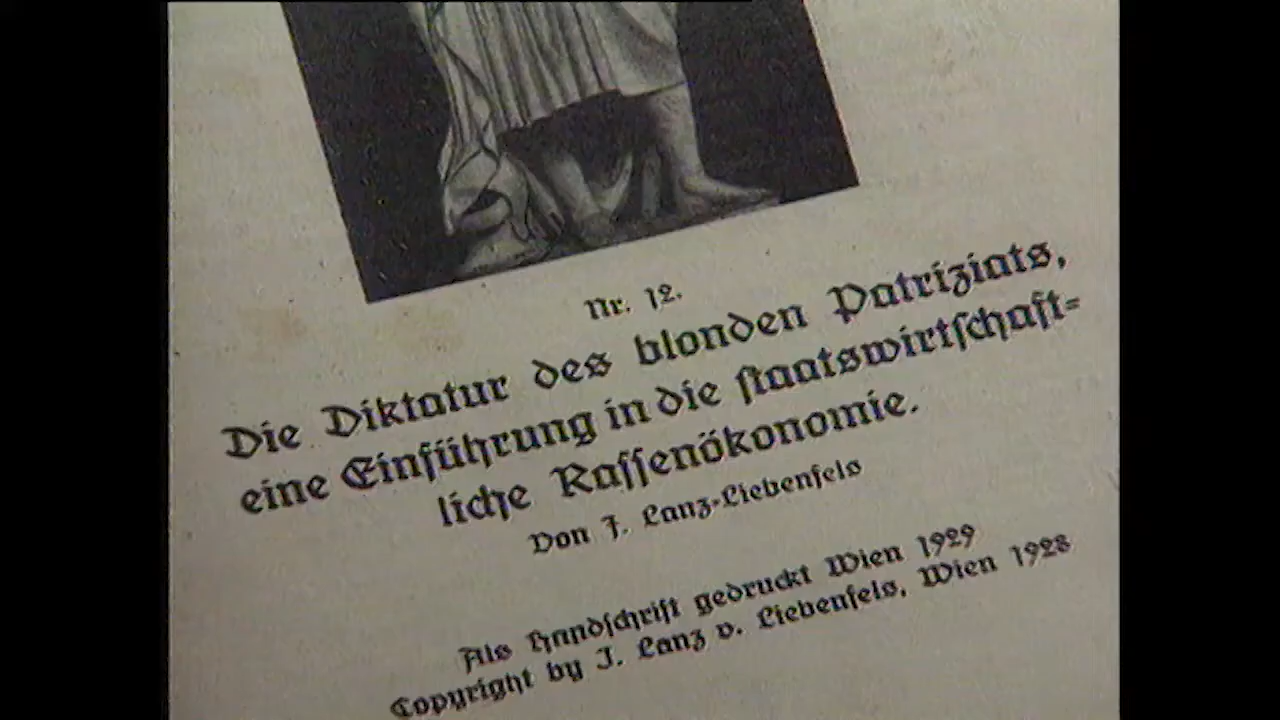 Nr. 12.
Die Diktatur des blonden Patriziats,
eine Einführung in die ſtaatswirtſchaft=
liche Raſſenökonomie.
Von J. Lanz-Liebenfels
Als Handſchrift gedruckt Wien 1929
Copyright by J. Lanz v. Liebenfels, Wien 1928